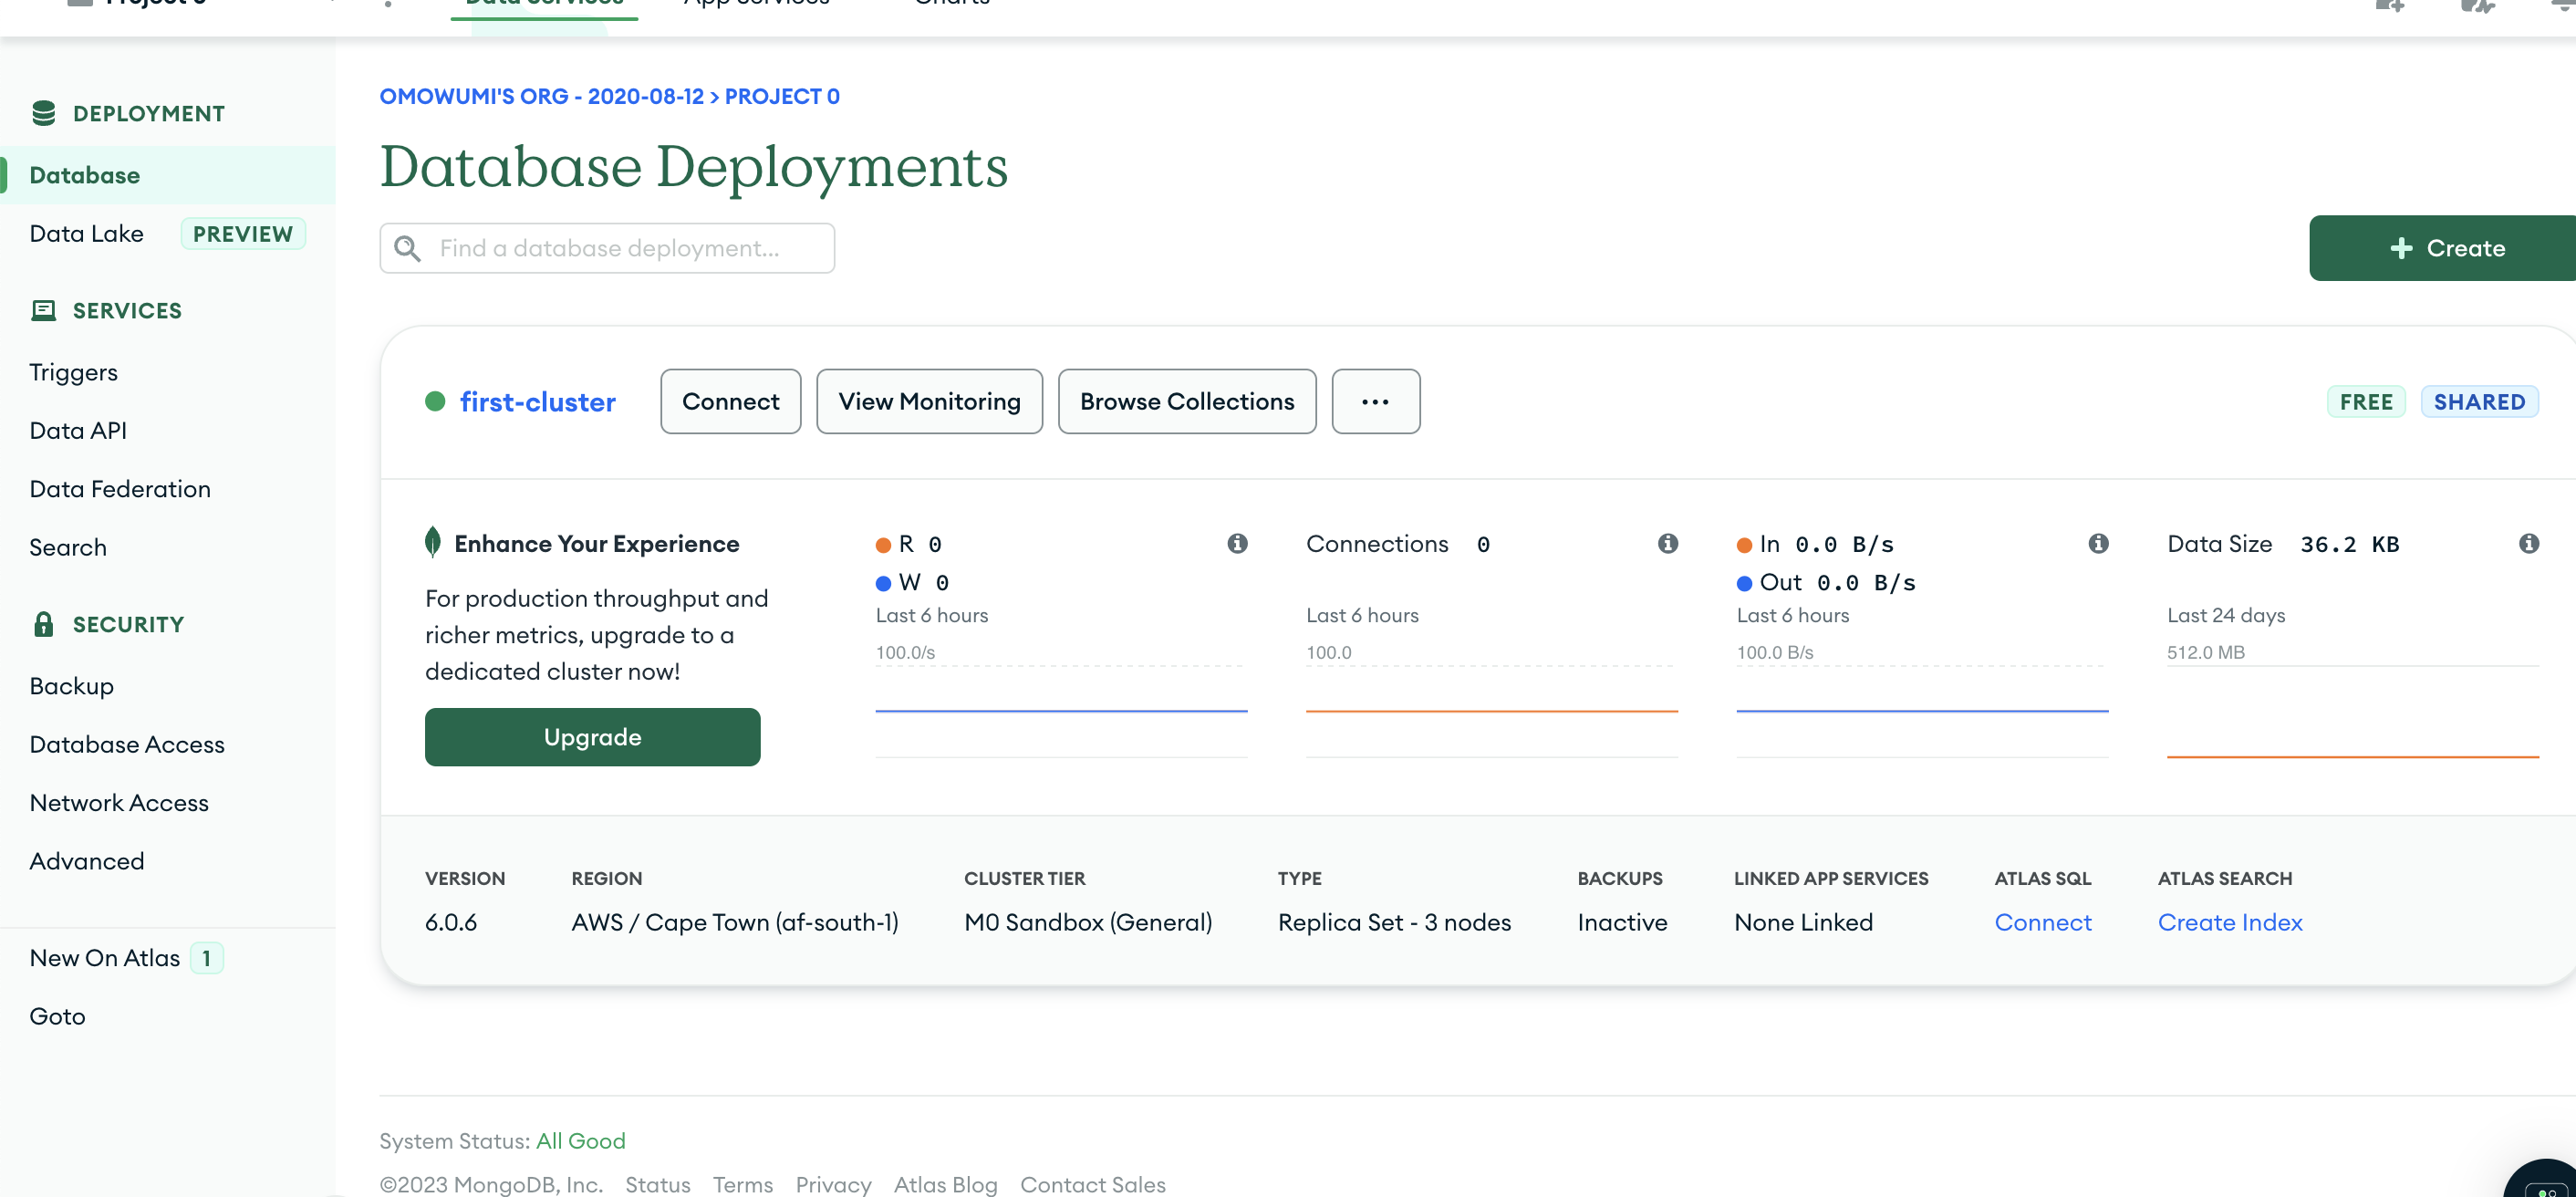 Project 0
Data Services
App Services
Charts
DEPLOYMENT
Database
Data Lake PREVIEW
SERVICES
Triggers
Data API
Data Federation
Search
SECURITY
Backup
Database Access
Network Access
Advanced
New On Atlas 1
Goto
OMOWUMI'S ORG - 2020-08-12 > PROJECT 0
Database Deployments
Find a database deployment...
+ Create
first-cluster
Connect
View Monitoring
Browse Collections
...
FREE
SHARED
Enhance Your Experience
For production throughput and
richer metrics, upgrade to a
dedicated cluster now!
Upgrade
R 0
W 0
Last 6 hours
100.0/s
Connections 0
Last 6 hours
100.0
In 0.0 B/s
Out 0.0 B/s
Last 6 hours
100.0 B/s
Data Size 36.2 KB
Last 24 days
512.0 MB
VERSION
6.0.6
REGION
AWS / Cape Town (af-south-1)
CLUSTER TIER
M0 Sandbox (General)
TYPE
Replica Set - 3 nodes
BACKUPS
Inactive
LINKED APP SERVICES
None Linked
ATLAS SQL
Connect
ATLAS SEARCH
Create Index
System Status: All Good
©2023 MongoDB, Inc. Status Terms Privacy Atlas Blog Contact Sales